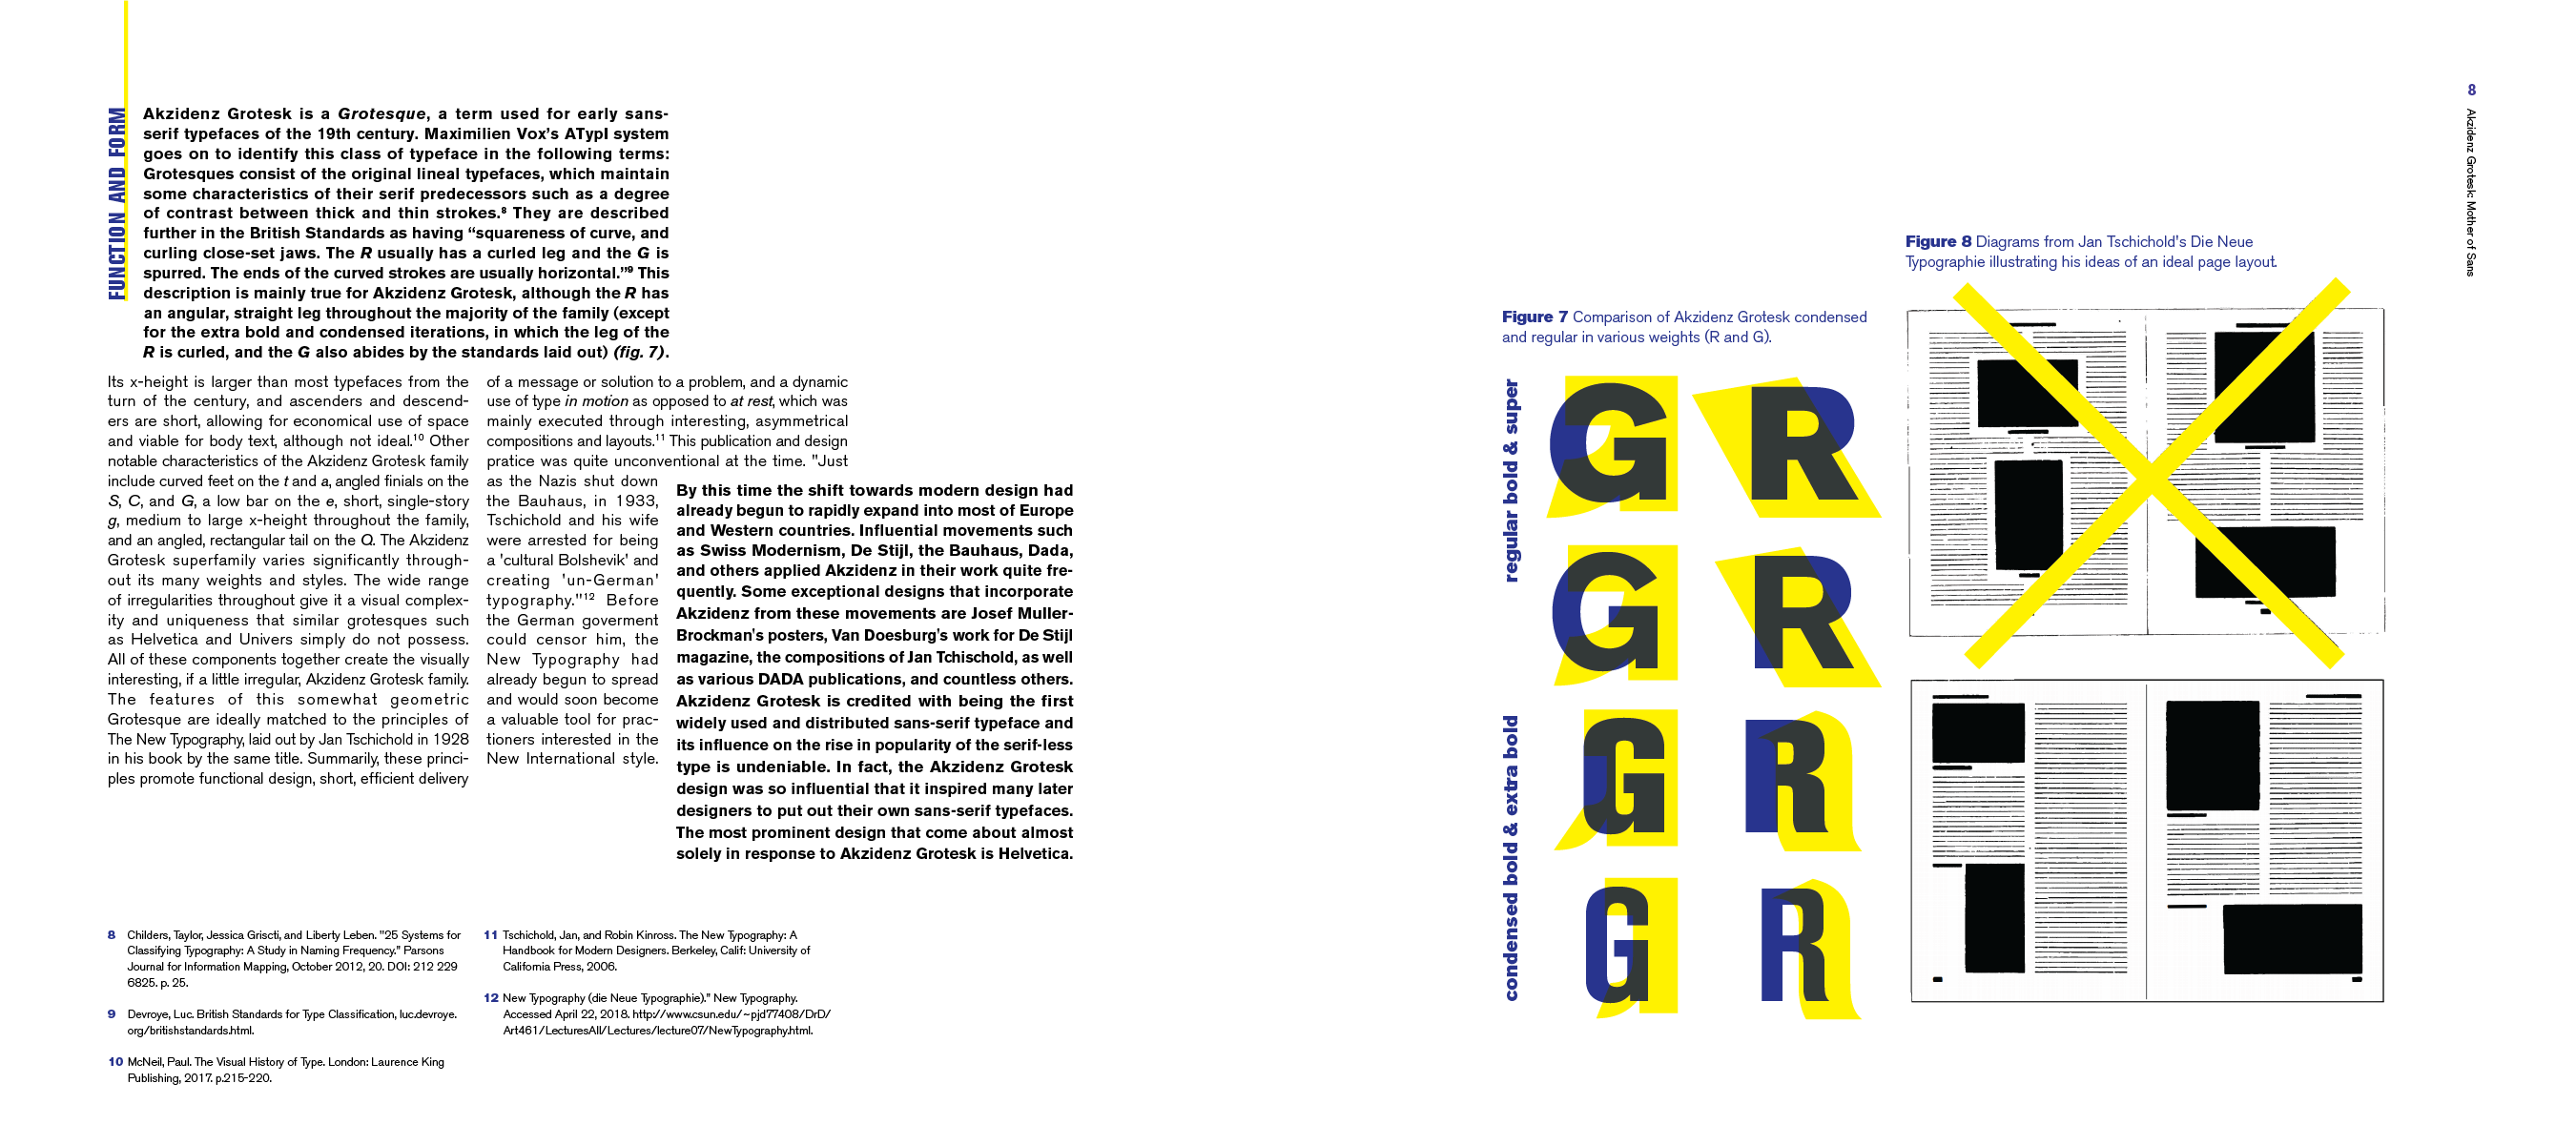 FUNCTION AND FORM
Akzidenz Grotesk is a Grotesque, a term used for early sans-
serif typefaces of the 19th century. Maximilien Vox's ATypI system
goes on to identify this class of typeface in the following terms:
Grotesques consist of the original lineal typefaces, which maintain
some characteristics of their serif predecessors such as a degree
of contrast between thick and thin strokes.⁸ They are described
further in the British Standards as having “squareness of curve, and
curling close-set jaws. The R usually has a curled leg and the G is
spurred. The ends of the curved strokes are usually horizontal.”⁹ This
description is mainly true for Akzidenz Grotesk, although the R has
an angular, straight leg throughout the majority of the family (except
for the extra bold and condensed iterations, in which the leg of the
R is curled, and the G also abides by the standards laid out) (fig. 7).
Its x-height is larger than most typefaces from the
turn of the century, and ascenders and descend-
ers are short, allowing for economical use of space
and viable for body text, although not ideal.¹⁰ Other
notable characteristics of the Akzidenz Grotesk family
include curved feet on the t and a, angled finials on the
S, C, and G, a low bar on the e, short, single-story
g, medium to large x-height throughout the family,
and an angled, rectangular tail on the Q. The Akzidenz
Grotesk superfamily varies significantly through-
out its many weights and styles. The wide range
of irregularities throughout give it a visual complex-
ity and uniqueness that similar grotesques such
as Helvetica and Univers simply do not possess.
All of these components together create the visually
interesting, if a little irregular, Akzidenz Grotesk family.
The features of this somewhat geometric
Grotesque are ideally matched to the principles of
The New Typography, laid out by Jan Tschichold in 1928
in his book by the same title. Summarily, these princi-
ples promote functional design, short, efficient delivery
of a message or solution to a problem, and a dynamic
use of type in motion as opposed to at rest, which was
mainly executed through interesting, asymmetrical
compositions and layouts.¹¹ This publication and design
pratice was quite unconventional at the time. "Just
as the Nazis shut down
the Bauhaus, in 1933,
Tschichold and his wife
were arrested for being
a 'cultural Bolshevik' and
creating 'un-German'
typography."¹² Before
the German goverment
could censor him, the
New Typography had
already begun to spread
and would soon become
a valuable tool for prac-
tioners interested in the
New International style.
By this time the shift towards modern design had
already begun to rapidly expand into most of Europe
and Western countries. Influential movements such
as Swiss Modernism, De Stijl, the Bauhaus, Dada,
and others applied Akzidenz in their work quite fre-
quently. Some exceptional designs that incorporate
Akzidenz from these movements are Josef Muller-
Brockman's posters, Van Doesburg's work for De Stijl
magazine, the compositions of Jan Tchischold, as well
as various DADA publications, and countless others.
Akzidenz Grotesk is credited with being the first
widely used and distributed sans-serif typeface and
its influence on the rise in popularity of the serif-less
type is undeniable. In fact, the Akzidenz Grotesk
design was so influential that it inspired many later
designers to put out their own sans-serif typefaces.
The most prominent design that come about almost
solely in response to Akzidenz Grotesk is Helvetica.
8 Childers, Taylor, Jessica Griscti, and Liberty Leben. "25 Systems for
Classifying Typography: A Study in Naming Frequency." Parsons
Journal for Information Mapping, October 2012, 20. DOI: 212 229
6825. p. 25.
9 Devroye, Luc. British Standards for Type Classification, luc.devroye.
org/britishstandards.html.
10 McNeil, Paul. The Visual History of Type. London: Laurence King
Publishing, 2017. p.215-220.
11 Tschichold, Jan, and Robin Kinross. The New Typography: A
Handbook for Modern Designers. Berkeley, Calif: University of
California Press, 2006.
12 New Typography (die Neue Typographie)." New Typography.
Accessed April 22, 2018. http://www.csun.edu/~pjd77408/DrD/
Art461/LecturesAll/Lectures/lecture07/NewTypography.html.
Figure 7 Comparison of Akzidenz Grotesk condensed
and regular in various weights (R and G).
regular bold & super
G R
G R
condensed bold & extra bold
G R
G R
Figure 8 Diagrams from Jan Tschichold's Die Neue
Typographie illustrating his ideas of an ideal page layout.
8
Akzidenz Grotesk: Mother of Sans